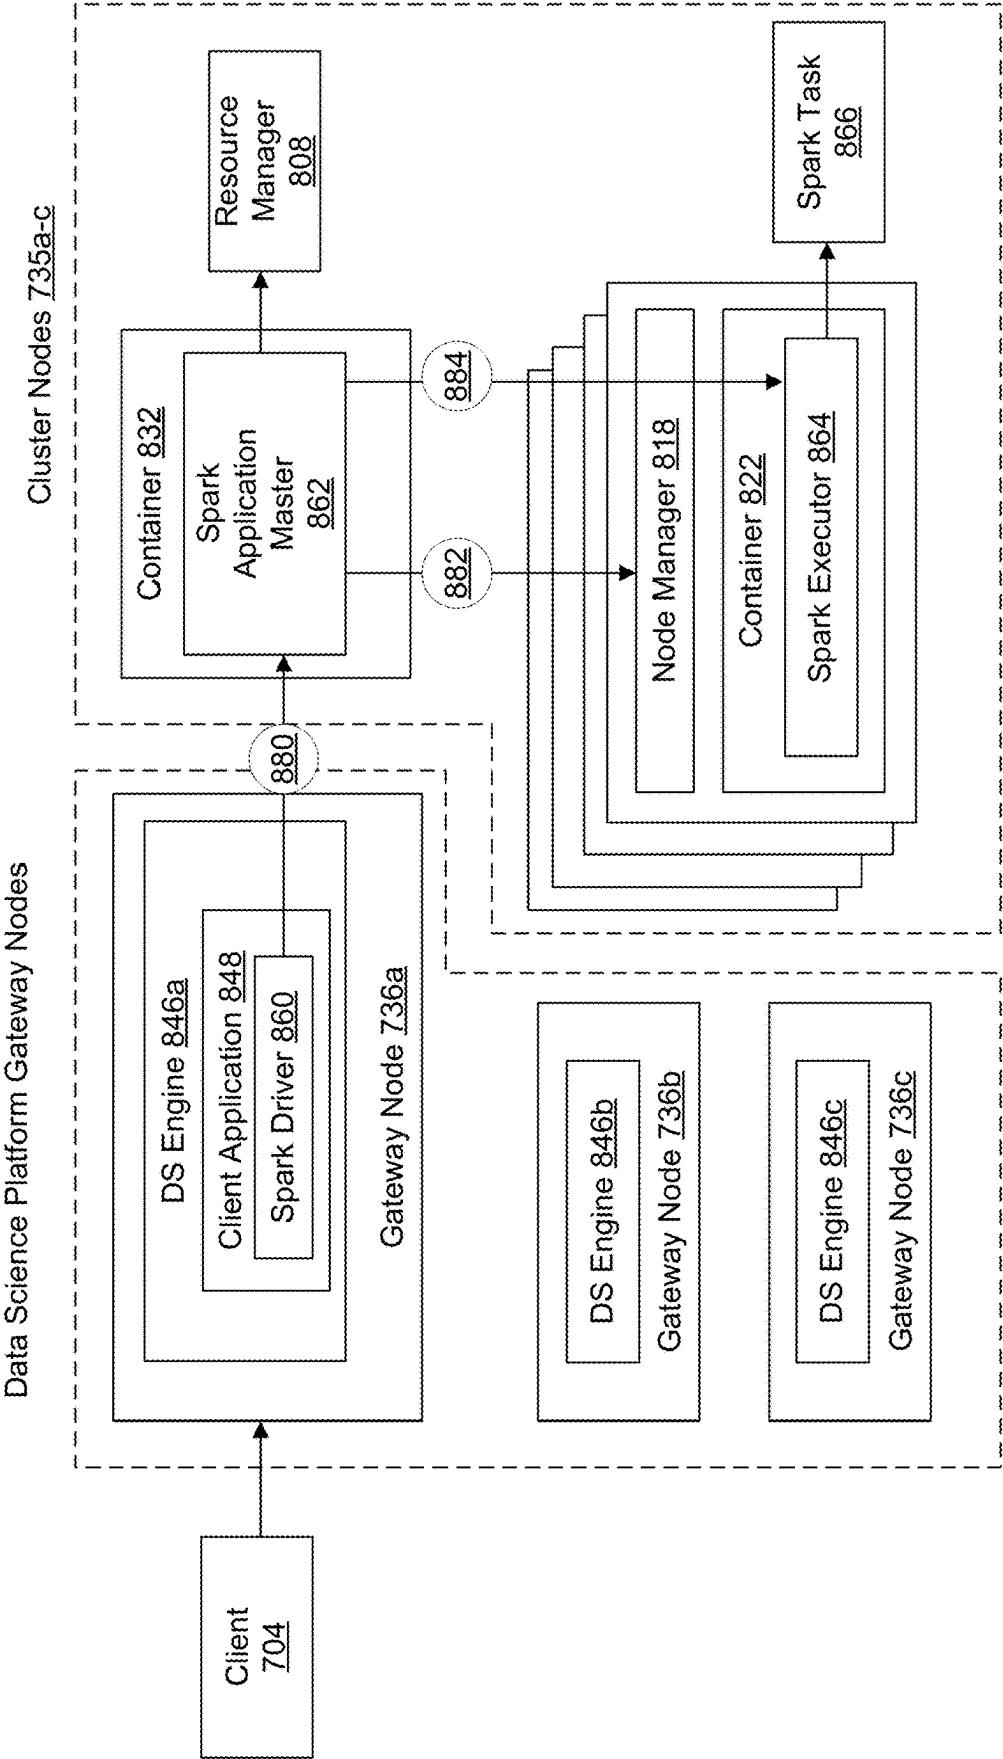 Data Science Platform Gateway Nodes
Cluster Nodes 735a-c
Client
704
DS Engine 846a
Client Application 848
Spark Driver 860
Gateway Node 736a
880
Container 832
Spark
Application
Master
862
Resource
Manager
808
882
884
DS Engine 846b
Gateway Node 736b
DS Engine 846c
Gateway Node 736c
Node Manager 818
Container 822
Spark Executor 864
Spark Task
866